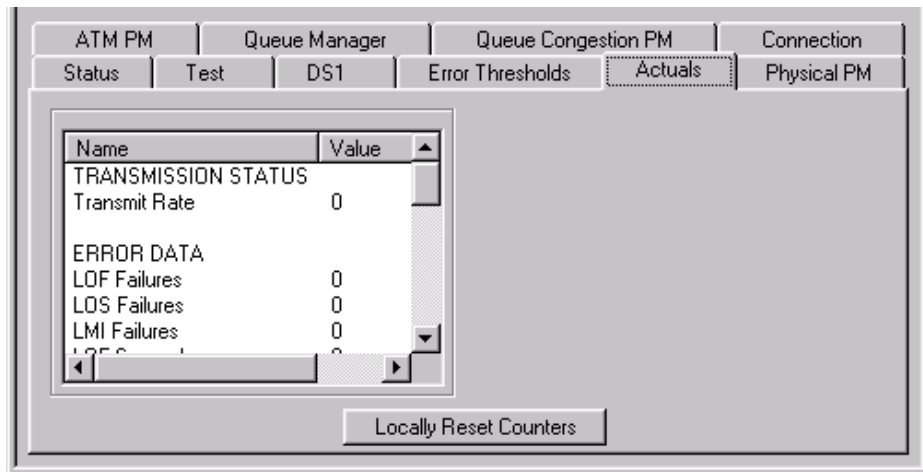 ATM PM Queue Manager Queue Congestion PM Connection
Status Test DS1 Error Thresholds Actuals Physical PM
Name Value
TRANSMISSION STATUS
Transmit Rate 0
ERROR DATA
LOF Failures 0
LOS Failures 0
LMI Failures 0
Locally Reset Counters